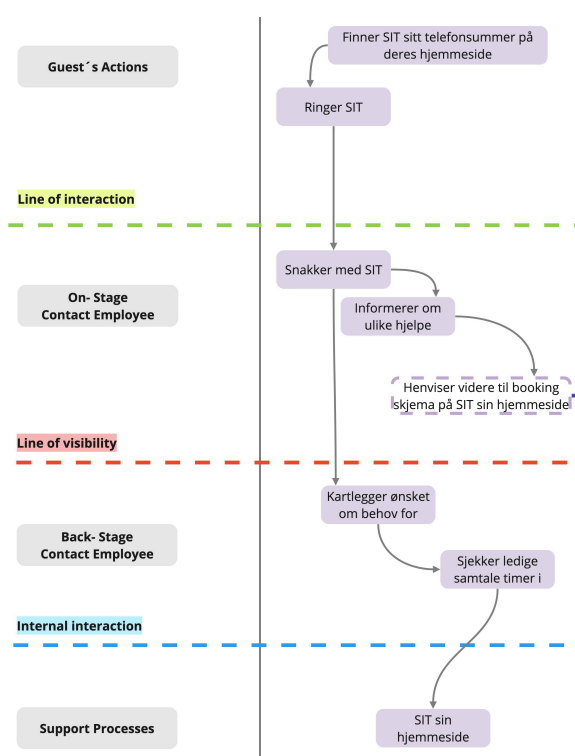 Finner SIT sitt telefonsummer på
deres hjemmeside
Guest´s Actions
Ringer SIT
Line of interaction
Snakker med SIT
On- Stage
Contact Employee
Informerer om
ulike hjelpe
Henviser videre til booking
skjema på SIT sin hjemmeside
Line of visibility
Kartlegger ønsket
om behov for
Back- Stage
Contact Employee
Sjekker ledige
samtale timer i
Internal interaction
SIT sin
hjemmeside
Support Processes